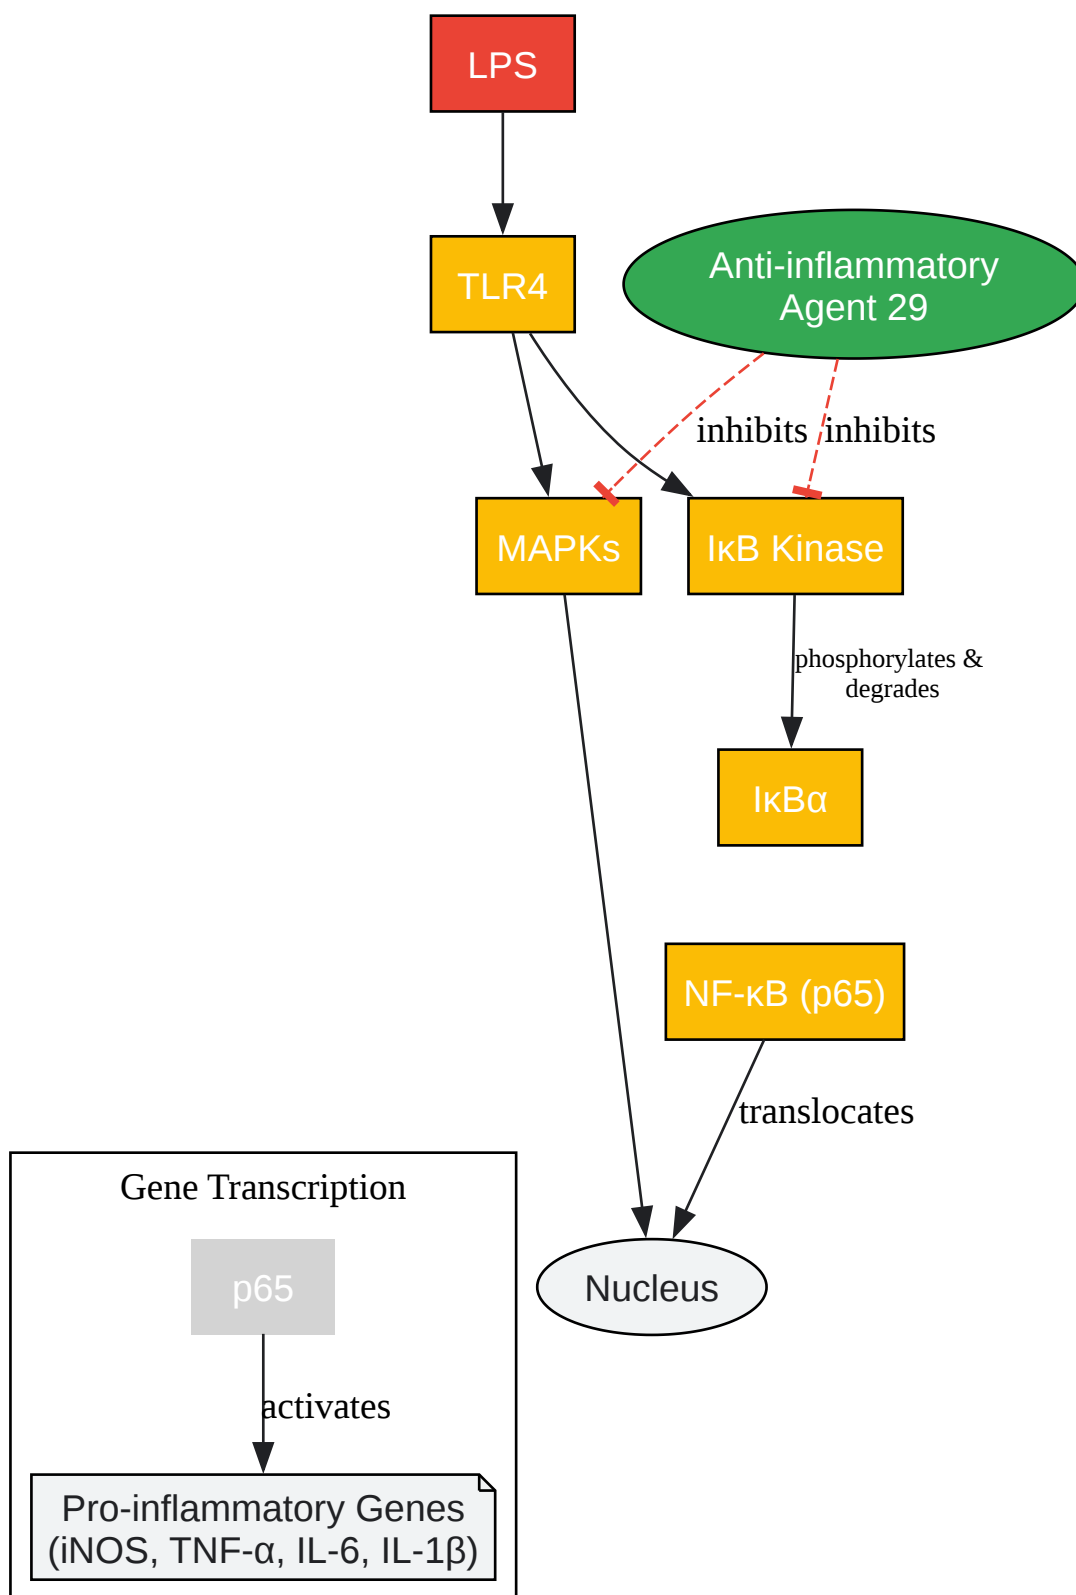 LPS
TLR4
Anti-inflammatory
Agent 29
inhibits
inhibits
MAPKs
IκB Kinase
phosphorylates &
degrades
IκBα
NF-κB (p65)
translocates
Gene Transcription
p65
Nucleus
activates
Pro-inflammatory Genes
(iNOS, TNF-α, IL-6, IL-1β)